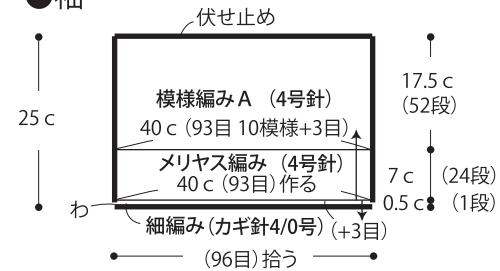 ●袖
伏せ止め
17.5 c
（52段）
模様編みA （4号針）
40 c（93目 10模様+3目）
25 c
メリヤス編み （4号針）
40 c（93目）作る
7 c （24段）
0.5 c （1段）
わ
細編み（カギ針4/0号）
（+3目）
（96目）拾う